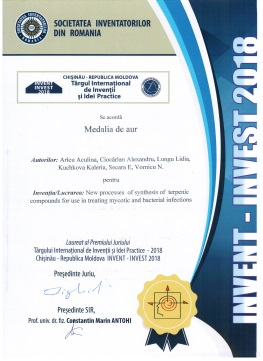 SOCIETATEA INVENTATORILOR
DIN ROMANIA
CHIȘINĂU - REPUBLICA MOLDOVA
Târgul Internațional
de Invenții
și Idei Practice
INVENT
INVEST
2018
Se acordă
Medalia de aur
Autorilor: Aricu Aculina, Ciocârlan Alexandru, Lungu Lidia,
Kuchkova Kaleria, Secara E, Vornicu N.
pentru
Invenția/Lucrarea: New processes of synthesis of terpenic
compounds for use in treating mycotic and bacterial infections
Laureat al Premiului Juriului
Târgului Internațional de Invenții și Idei Practice – 2018
Chișinău - Republica Moldova INVENT - INVEST 2018
Președinte Juriu,
Președinte SIR,
Prof. univ. dr. fiz. Constantin Marin ANTOHI
INVENT - INVEST 2018